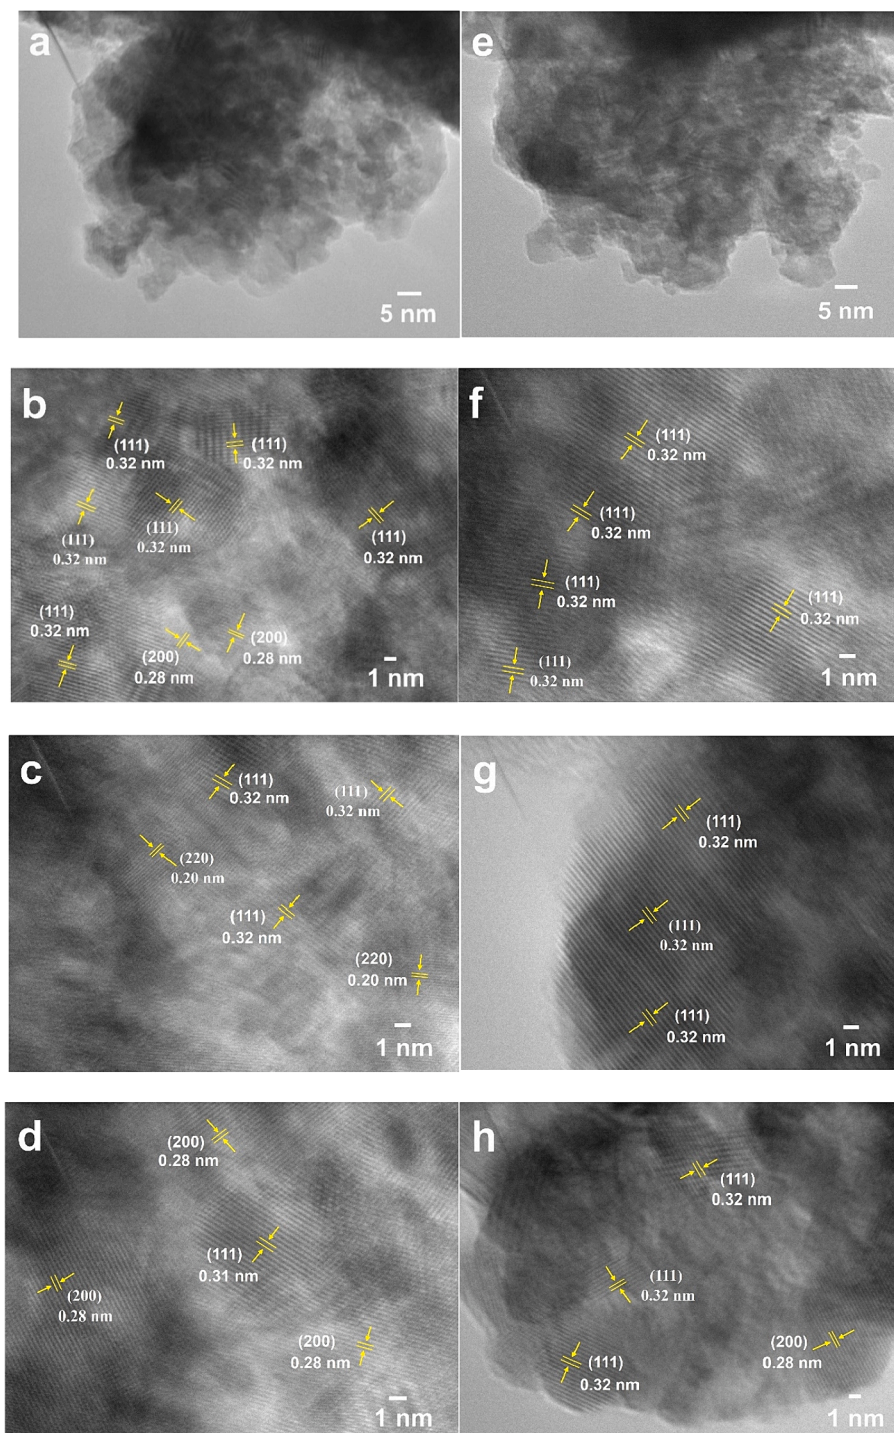 a
5 nm
e
5 nm
b
(111)
0.32 nm
(111)
0.32 nm
(111)
0.32 nm
(111)
0.32 nm
(111)
0.32 nm
(111)
0.32 nm
(200)
0.28 nm
(200)
0.28 nm
1 nm
f
(111)
0.32 nm
(111)
0.32 nm
(111)
0.32 nm
(111)
0.32 nm
(111)
0.32 nm
1 nm
c
(111)
0.32 nm
(111)
0.32 nm
(220)
0.20 nm
(111)
0.32 nm
(220)
0.20 nm
1 nm
g
(111)
0.32 nm
(111)
0.32 nm
(111)
0.32 nm
1 nm
d
(200)
0.28 nm
(111)
0.31 nm
(200)
0.28 nm
(200)
0.28 nm
1 nm
h
(111)
0.32 nm
(111)
0.32 nm
(200)
0.28 nm
(111)
0.32 nm
1 nm